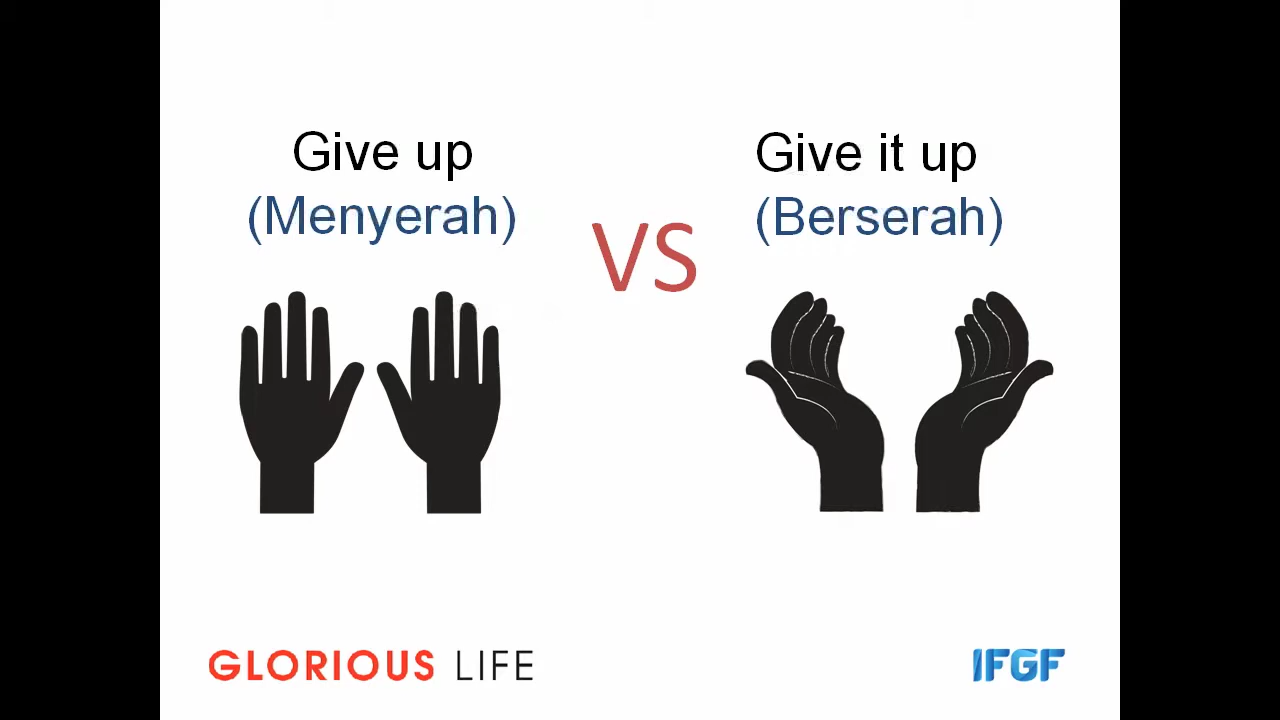 Give up
(Menyerah)
VS
Give it up
(Berserah)
GLORIOUS LIFE
IFGF